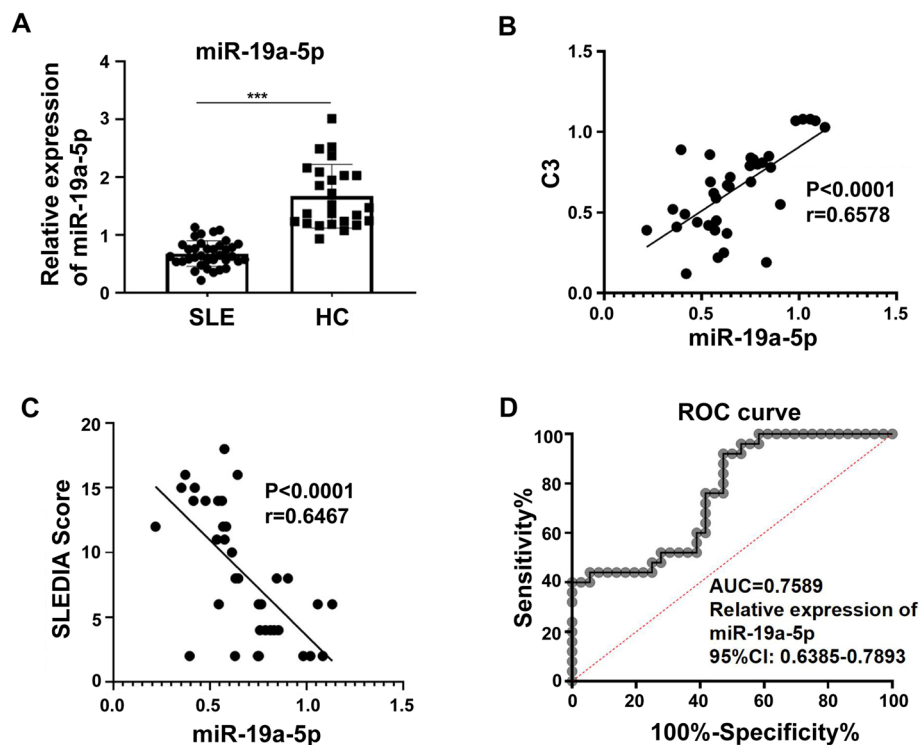 A
miR-19a-5p
Relative expression
of miR-19a-5p
4
3
2
1
0
***
SLE
HC
B
C3
1.5
1.0
0.5
0.0
P<0.0001
r=0.6578
0.0
0.5
1.0
1.5
miR-19a-5p
C
SLEDIA Score
20
15
10
5
0
P<0.0001
r=0.6467
0.0
0.5
1.0
1.5
miR-19a-5p
D
ROC curve
Sensitivity%
100
80
60
40
20
0
AUC=0.7589
Relative expression of
miR-19a-5p
95%CI: 0.6385-0.7893
0
20
40
60
80
100
100%-Specificity%